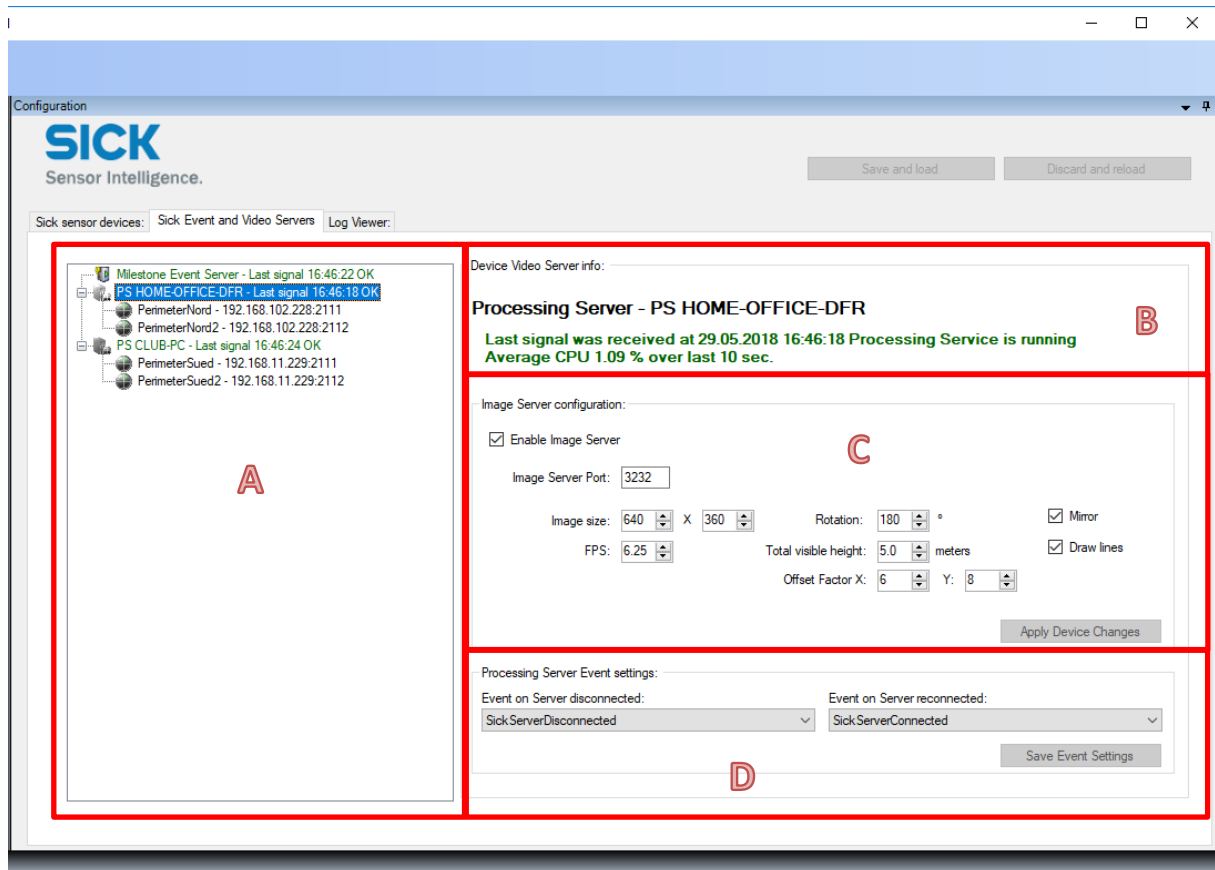 Configuration
SICK
Sensor Intelligence.
Save and load
Discard and reload
Sick sensor devices:
Sick Event and Video Servers
Log Viewer:
Milestone Event Server - Last signal 16:46:22 OK
PS HOME-OFFICE-DFR - Last signal 16:46:18 OK
PerimeterNord - 192.168.102.228:2111
PerimeterNord2 - 192.168.102.228:2112
PS CLUB-PC - Last signal 16:46:24 OK
PerimeterSued - 192.168.11.229:2111
PerimeterSued2 - 192.168.11.229:2112
A
Device Video Server info:
Processing Server - PS HOME-OFFICE-DFR
Last signal was received at 29.05.2018 16:46:18 Processing Service is running
Average CPU 1.09 % over last 10 sec.
B
Image Server configuration:
Enable Image Server
C
Image Server Port: 3232
Image size: 640 X 360
Rotation: 180 °
Mirror
FPS: 6.25
Total visible height: 5.0 meters
Draw lines
Offset Factor X: 6 Y: 8
Apply Device Changes
Processing Server Event settings:
Event on Server disconnected:
Event on Server reconnected:
SickServerDisconnected
SickServerConnected
Save Event Settings
D